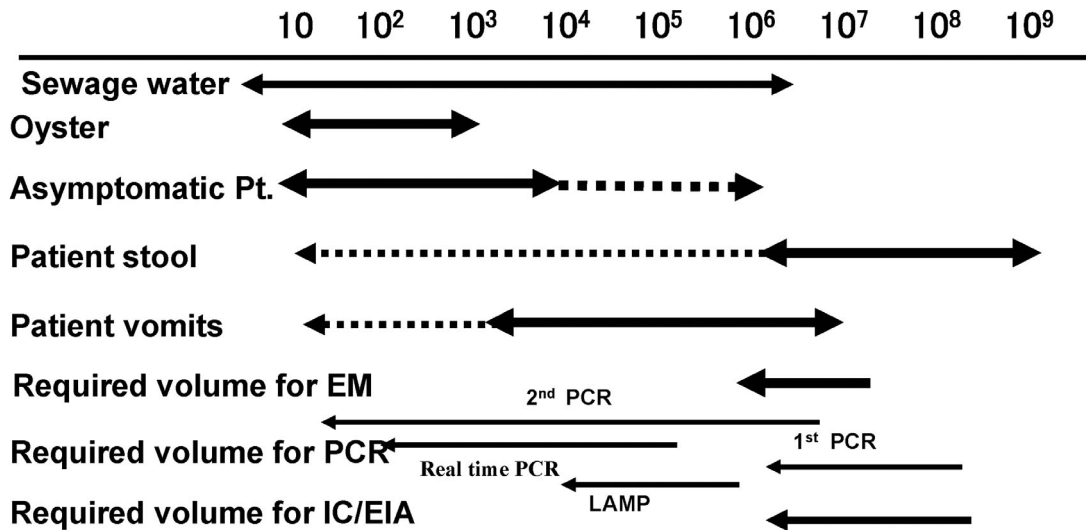 10 10² 10³ 10⁴ 10⁵ 10⁶ 10⁷ 10⁸ 10⁹
Sewage water
Oyster
Asymptomatic Pt.
Patient stool
Patient vomits
Required volume for EM
2nd PCR
Required volume for PCR
1st PCR
Real time PCR
LAMP
Required volume for IC/EIA